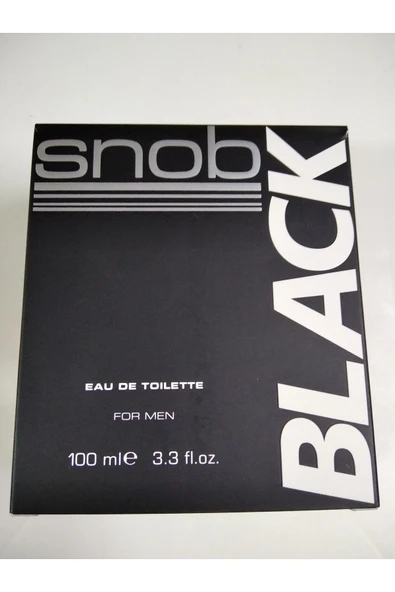 snob
BLACK
EAU DE TOILETTE
FOR MEN
100 ml℮ 3.3 fl.oz.